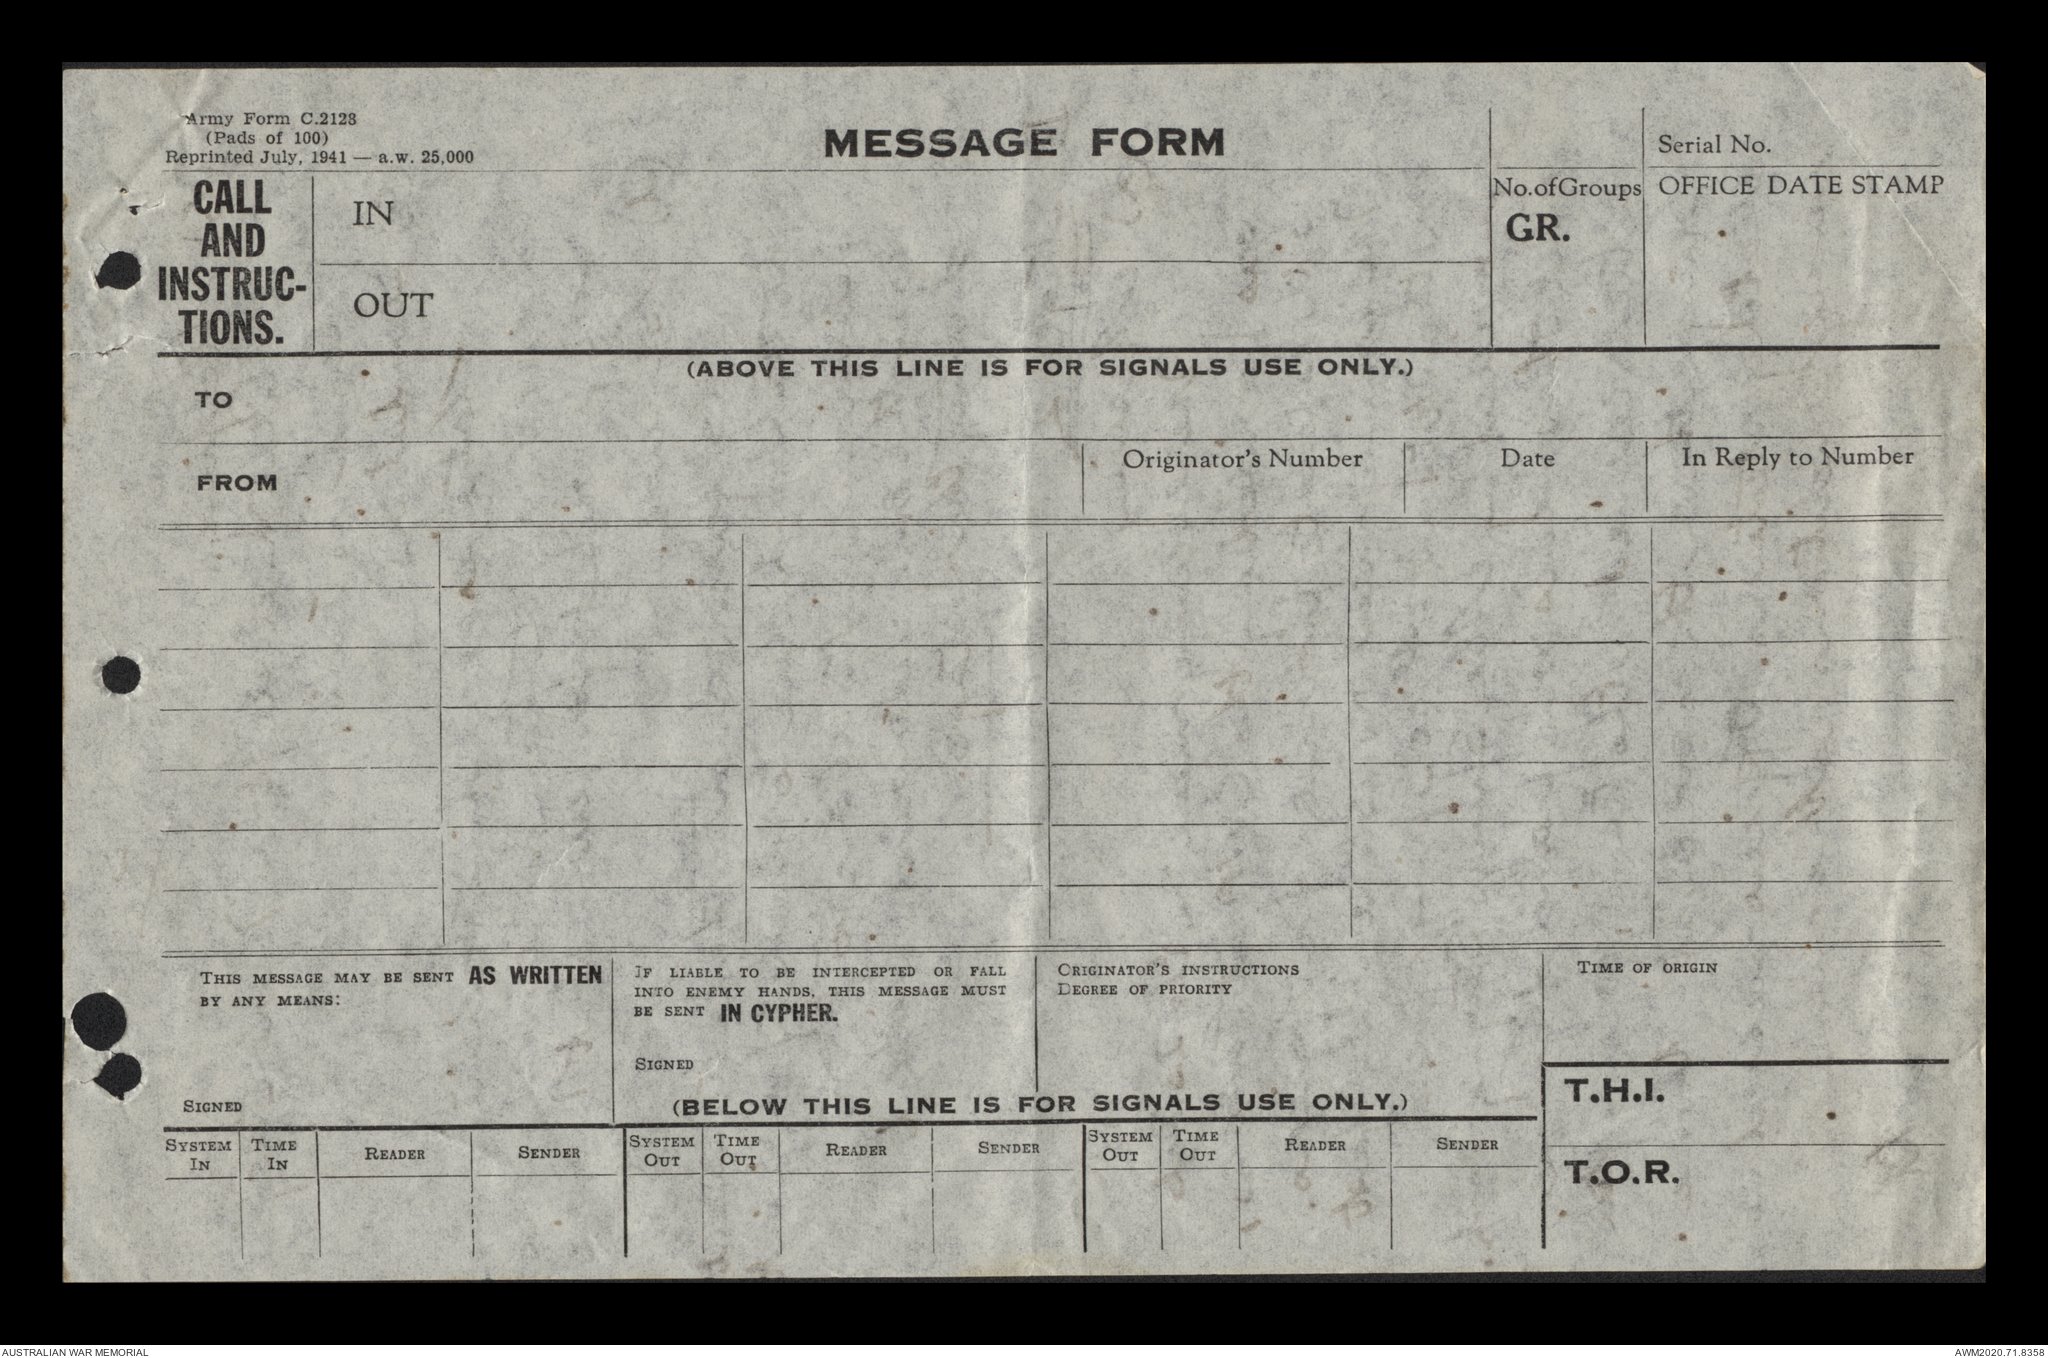 Army Form C.2128
(Pads of 100)
Reprinted July, 1941 — a.w. 25,000
MESSAGE FORM
Serial No.
CALL
AND
INSTRUC-
TIONS.
IN
OUT
No.ofGroups
GR.
OFFICE DATE STAMP
(ABOVE THIS LINE IS FOR SIGNALS USE ONLY.)
TO
FROM
Originator's Number
Date
In Reply to Number
THIS MESSAGE MAY BE SENT AS WRITTEN
BY ANY MEANS:
SIGNED
IF LIABLE TO BE INTERCEPTED OR FALL
INTO ENEMY HANDS, THIS MESSAGE MUST
BE SENT IN CYPHER.
SIGNED
ORIGINATOR'S INSTRUCTIONS
DEGREE OF PRIORITY
TIME OF ORIGIN
(BELOW THIS LINE IS FOR SIGNALS USE ONLY.)
T.H.I.
T.O.R.
SYSTEM IN TIME IN READER SENDER SYSTEM OUT TIME OUT READER SENDER SYSTEM OUT TIME OUT READER SENDER
AUSTRALIAN WAR MEMORIAL
AWM2020.71.8358